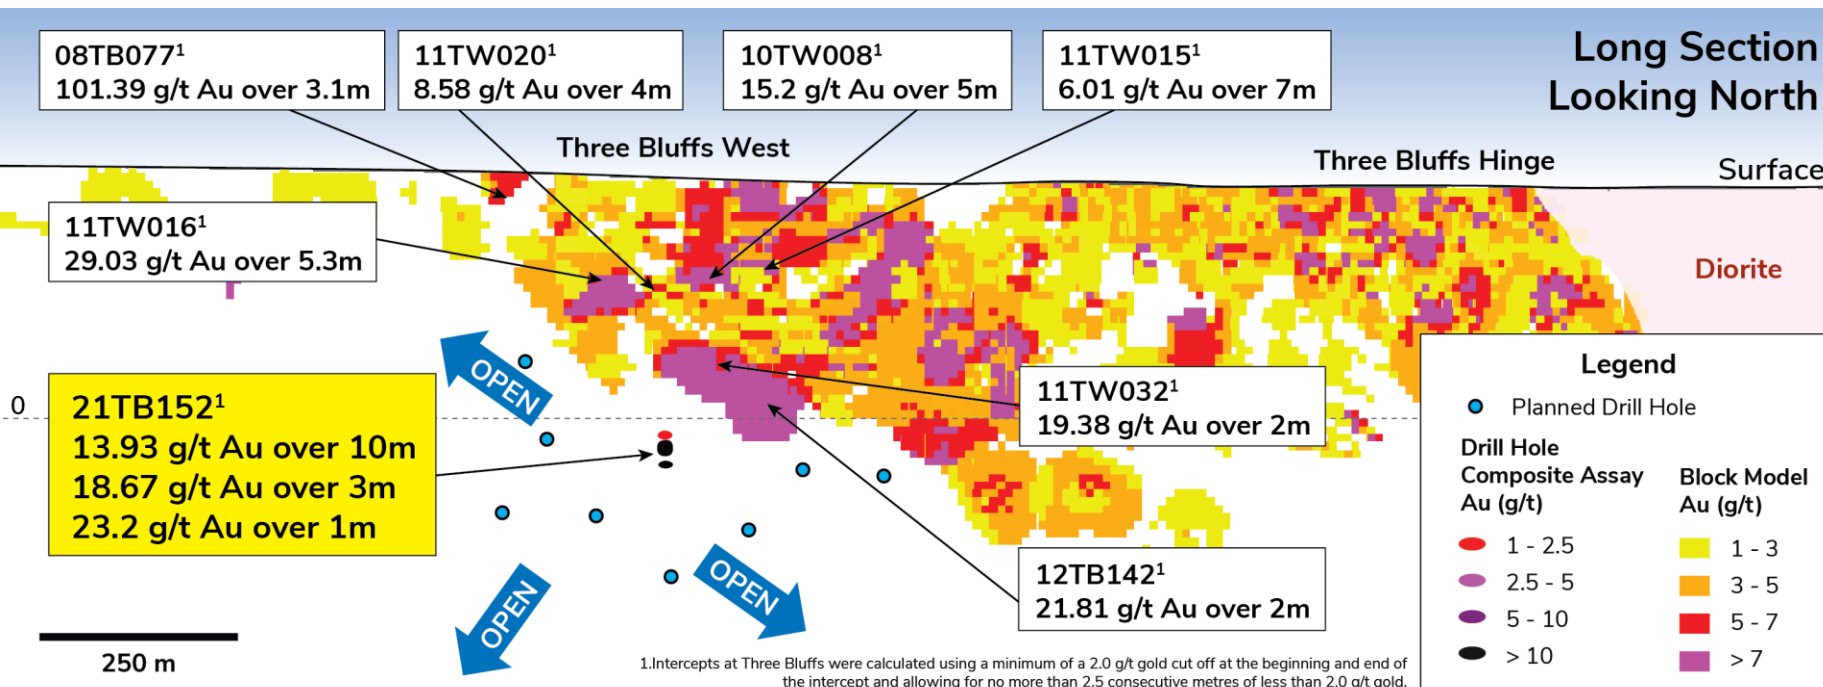 Long Section
Looking North
08TB077¹
101.39 g/t Au over 3.1m
11TW020¹
8.58 g/t Au over 4m
10TW008¹
15.2 g/t Au over 5m
11TW015¹
6.01 g/t Au over 7m
Three Bluffs West
Three Bluffs Hinge
Surface
11TW016¹
29.03 g/t Au over 5.3m
Diorite
OPEN
0
21TB152¹
13.93 g/t Au over 10m
18.67 g/t Au over 3m
23.2 g/t Au over 1m
11TW032¹
19.38 g/t Au over 2m
12TB142¹
21.81 g/t Au over 2m
OPEN
OPEN
250 m
Legend
Planned Drill Hole
Drill Hole
Composite Assay
Au (g/t)
1 - 2.5
2.5 - 5
5 - 10
> 10
Block Model
Au (g/t)
1 - 3
3 - 5
5 - 7
> 7
1.Intercepts at Three Bluffs were calculated using a minimum of a 2.0 g/t gold cut off at the beginning and end of
the intercept and allowing for no more than 2.5 consecutive metres of less than 2.0 g/t gold.